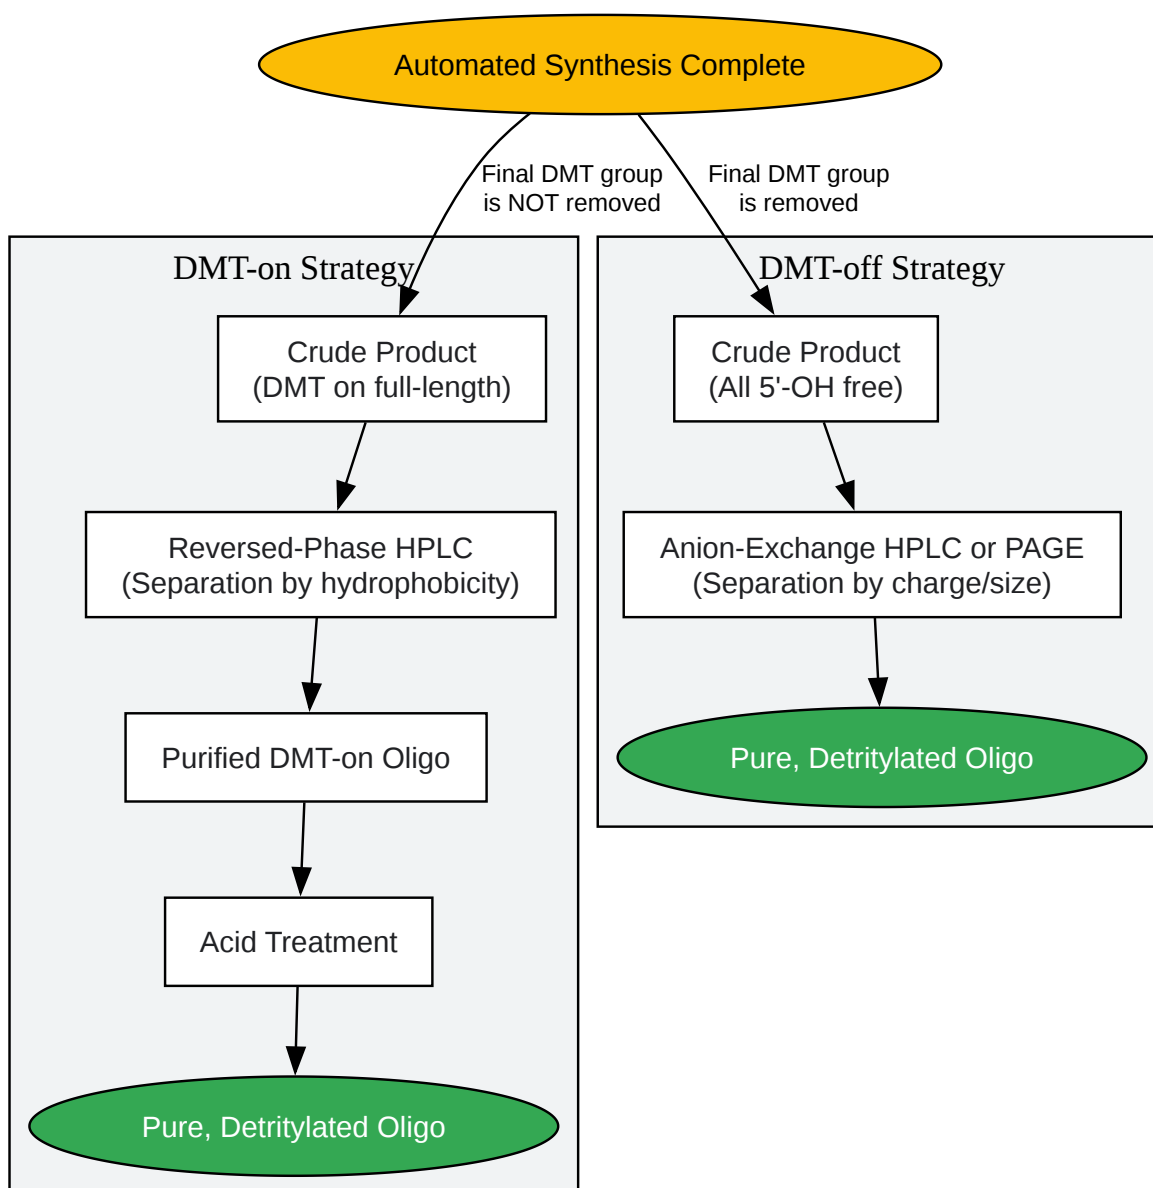 Automated Synthesis Complete
Final DMT group
is NOT removed
Final DMT group
is removed
DMT-on Strategy
Crude Product
(DMT on full-length)
Reversed-Phase HPLC
(Separation by hydrophobicity)
Purified DMT-on Oligo
Acid Treatment
Pure, Detritylated Oligo
DMT-off Strategy
Crude Product
(All 5'-OH free)
Anion-Exchange HPLC or PAGE
(Separation by charge/size)
Pure, Detritylated Oligo